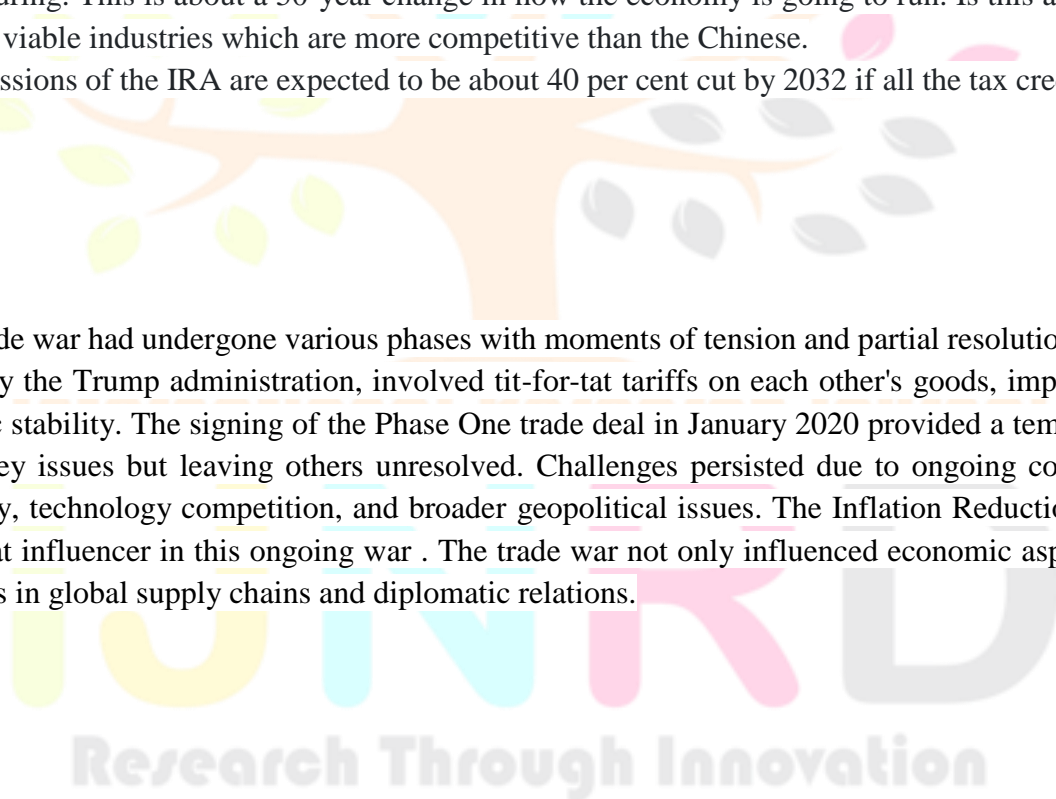 uring. This is about a 30-year change in how the economy is going to run. Is this a
viable industries which are more competitive than the Chinese.
ssions of the IRA are expected to be about 40 per cent cut by 2032 if all the tax cre
de war had undergone various phases with moments of tension and partial resolutio
y the Trump administration, involved tit-for-tat tariffs on each other's goods, imp
c stability. The signing of the Phase One trade deal in January 2020 provided a tem
ey issues but leaving others unresolved. Challenges persisted due to ongoing co
y, technology competition, and broader geopolitical issues. The Inflation Reductio
nt influencer in this ongoing war . The trade war not only influenced economic asp
s in global supply chains and diplomatic relations.
IJNRD
Research Through Innovation